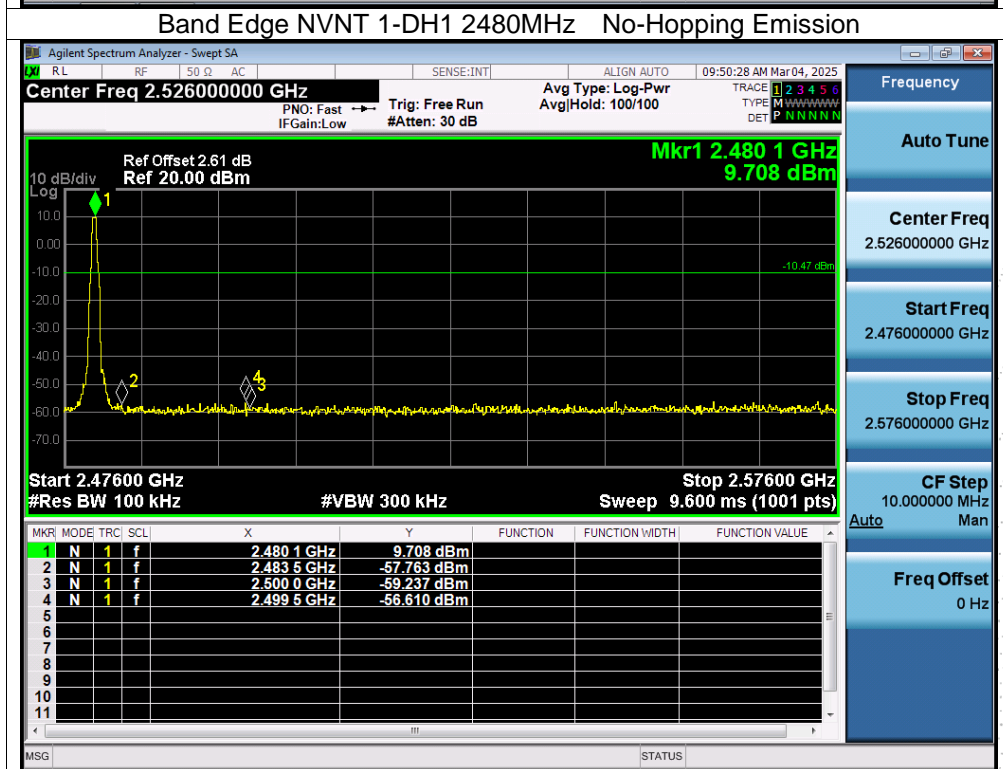 Band Edge NVNT 1-DH1 2480MHz No-Hopping Emission
Agilent Spectrum Analyzer - Swept SA
LXI RL RF 50 Ω AC SENSE:INT ALIGN AUTO 09:50:28 AM Mar 04, 2025
Center Freq 2.526000000 GHz
PNO: Fast
IFGain:Low
Trig: Free Run
#Atten: 30 dB
Avg Type: Log-Pwr
Avg|Hold: 100/100
TRACE 1 2 3 4 5 6
TYPE M WWWWW
DET P N N N N N
Mkr1 2.480 1 GHz
9.708 dBm
Ref Offset 2.61 dB
10 dB/div Ref 20.00 dBm
Log
1
10.0
0.00
-10.0
-10.47 dBm
-20.0
-30.0
-40.0
-50.0
2
4
3
-60.0
-70.0
Start 2.47600 GHz Stop 2.57600 GHz
#Res BW 100 kHz #VBW 300 kHz Sweep 9.600 ms (1001 pts)
MKR MODE TRC SCL X Y FUNCTION FUNCTION WIDTH FUNCTION VALUE
1 N 1 f 2.480 1 GHz 9.708 dBm
2 N 1 f 2.483 5 GHz -57.763 dBm
3 N 1 f 2.500 0 GHz -59.237 dBm
4 N 1 f 2.499 5 GHz -56.610 dBm
5
6
7
8
9
10
11
MSG STATUS
Frequency
Auto Tune
Center Freq
2.526000000 GHz
Start Freq
2.476000000 GHz
Stop Freq
2.576000000 GHz
CF Step
10.000000 MHz
Auto Man
Freq Offset
0 Hz